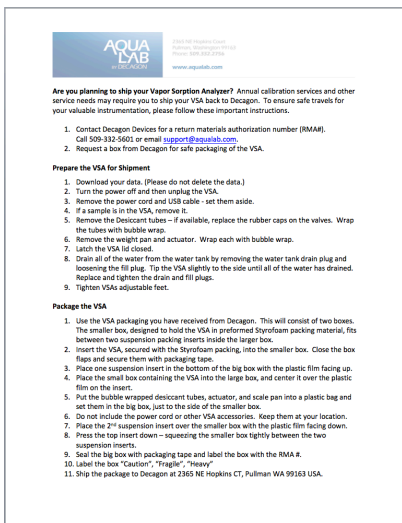 AQUA
LAB
by DECAGON
2365 NE Hopkins Court
Pullman, Washington 99163
www.aqualab.com
Are you planning to ship your Vapor Sorption Analyzer? Annual calibration services and other
service needs may require you to ship your VSA back to Decagon. To ensure safe travels for
your valuable instrumentation, please follow these important instructions.
1. Contact Decagon Devices for a return materials authorization number (RMA#).
Call 509-332-5601 or email support@aqualab.com.
2. Request a box from Decagon for safe packaging of the VSA.
Prepare the VSA for Shipment
1. Download your data. (Please do not delete the data.)
2. Turn the power off and then unplug the VSA.
3. Remove the power cord and USB cable - set them aside.
4. If a sample is in the VSA, remove it.
5. Remove the Desiccant tubes – if available, replace the rubber caps on the valves. Wrap
the tubes with bubble wrap.
6. Remove the weight pan and actuator. Wrap each with bubble wrap.
7. Latch the VSA lid closed.
8. Drain all of the water from the water tank by removing the water tank drain plug and
loosening the fill plug. Tip the VSA slightly to the side until all of the water has drained.
Replace and tighten the drain and fill plugs.
9. Tighten VSAs adjustable feet.
Package the VSA
1. Use the VSA packaging you have received from Decagon. This will consist of two boxes.
The smaller box, designed to hold the VSA in preformed Styrofoam packing material, fits
between two suspension packing inserts inside the larger box.
2. Insert the VSA, secured with the Styrofoam packing, into the smaller box. Close the box
flaps and secure them with packaging tape.
3. Place one suspension insert in the bottom of the big box with the plastic film facing up.
4. Place the small box containing the VSA into the large box, and center it over the plastic
film on the insert.
5. Put the bubble wrapped desiccant tubes, actuator, and scale pan into a plastic bag and
set them in the big box, just to the side of the smaller box.
6. Do not include the power cord or other VSA accessories. Keep them at your location.
7. Place the 2nd suspension insert over the smaller box with the plastic film facing down.
8. Press the top insert down – squeezing the smaller box tightly between the two
suspension inserts.
9. Seal the big box with packaging tape and label the box with the RMA #.
10. Label the box “Caution”, “Fragile”, “Heavy”
11. Ship the package to Decagon at 2365 NE Hopkins CT, Pullman WA 99163 USA.